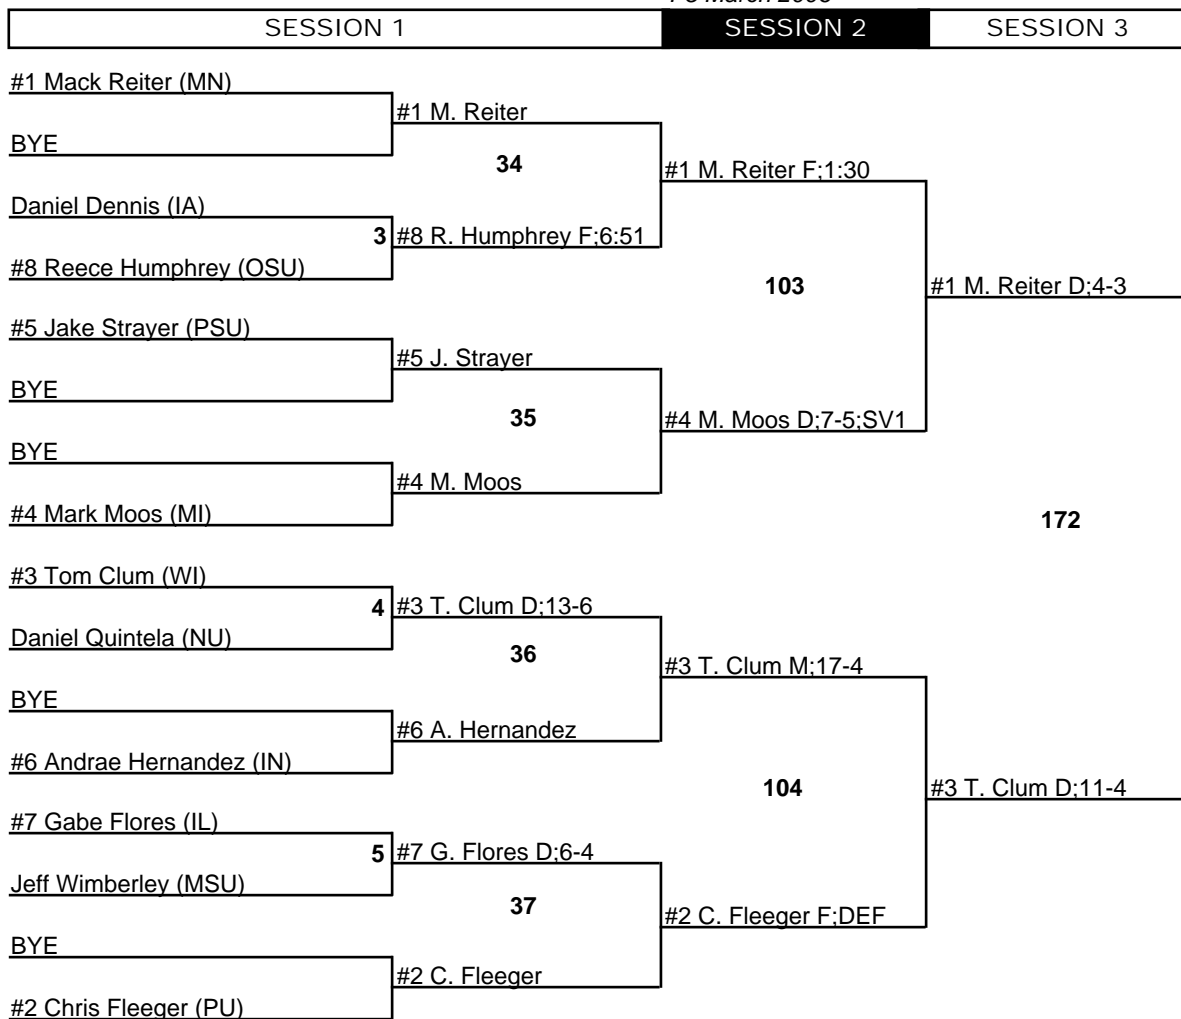 SESSION 1 SESSION 2 SESSION 3
#1 Mack Reiter (MN)
#1 M. Reiter
BYE
34
#1 M. Reiter F;1:30
Daniel Dennis (IA)
3 #8 R. Humphrey F;6:51
#8 Reece Humphrey (OSU)
103
#1 M. Reiter D;4-3
#5 Jake Strayer (PSU)
#5 J. Strayer
BYE
35
#4 M. Moos D;7-5;SV1
BYE
#4 M. Moos
#4 Mark Moos (MI)
172
#3 Tom Clum (WI)
4 #3 T. Clum D;13-6
Daniel Quintela (NU)
36
#3 T. Clum M;17-4
BYE
#6 A. Hernandez
#6 Andrae Hernandez (IN)
104
#3 T. Clum D;11-4
#7 Gabe Flores (IL)
5 #7 G. Flores D;6-4
Jeff Wimberley (MSU)
37
#2 C. Fleeger F;DEF
BYE
#2 C. Fleeger
#2 Chris Fleeger (PU)